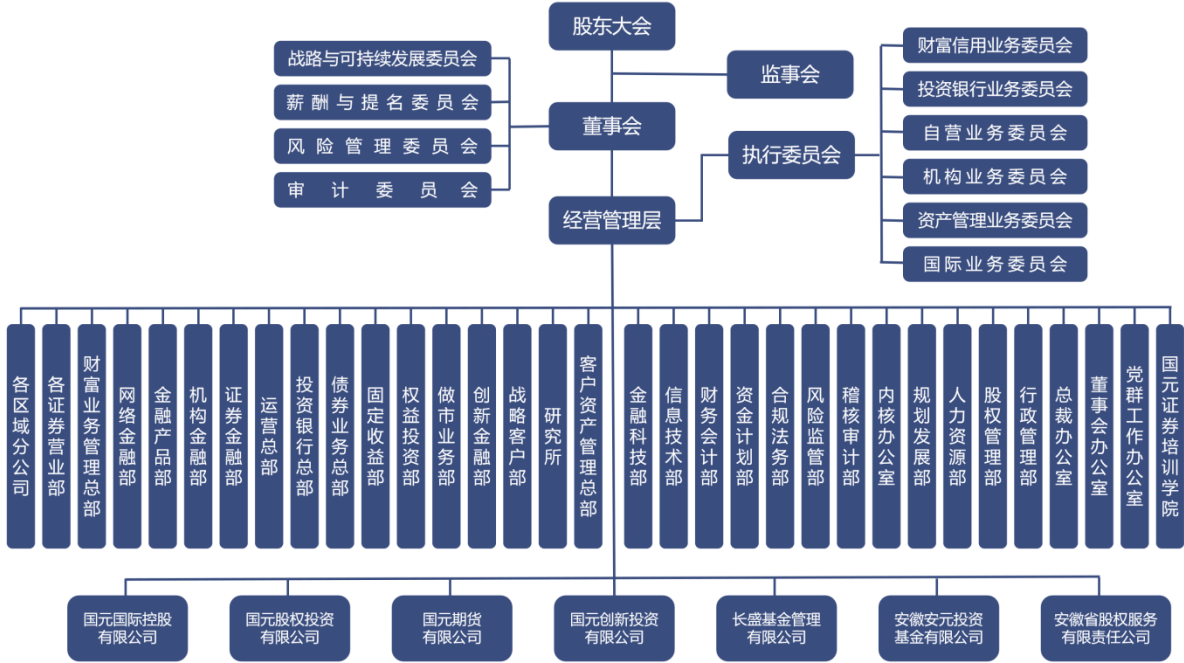 股东大会
监事会
董事会
战略与可持续发展委员会
薪酬与提名委员会
风险管理委员会
审计委员会
执行委员会
财富信用业务委员会
投资银行业务委员会
自营业务委员会
机构业务委员会
资产管理业务委员会
国际业务委员会
经营管理层
各区域分公司
各证券营业部
财富业务管理总部
网络金融部
金融产品部
机构金融部
证券金融部
运营总部
投资银行总部
债券业务总部
固定收益部
权益投资部
做市业务部
创新金融部
战略客户部
研究所
客户资产管理总部
金融科技部
信息技术部
财务会计部
资金计划部
合规法务部
风险监管部
稽核审计部
内核办公室
规划发展部
人力资源部
股权管理部
行政管理部
总裁办公室
董事会办公室
党群工作办公室
国元证券培训学院
国元国际控股
有限公司
国元股权投资
有限公司
国元期货
有限公司
国元创新投资
有限公司
长盛基金管理
有限公司
安徽安元投资
基金有限公司
安徽省股权服务
有限责任公司